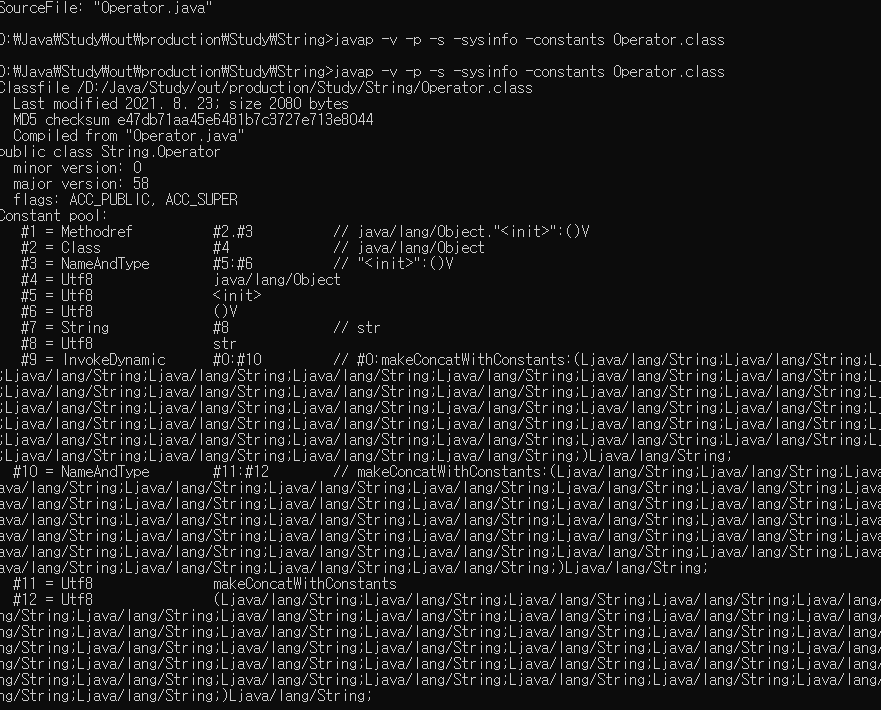 SourceFile: "Operator.java"
D:₩Java₩Study₩out₩production₩Study₩String>javap -v -p -s -sysinfo -constants Operator.class
D:₩Java₩Study₩out₩production₩Study₩String>javap -v -p -s -sysinfo -constants Operator.class
Classfile /D:/Java/Study/out/production/Study/String/Operator.class
Last modified 2021. 8. 23; size 2080 bytes
MD5 checksum e47db71aa45e6481b7c3727e713e8044
Compiled from "Operator.java"
public class String.Operator
minor version: 0
major version: 58
flags: ACC_PUBLIC, ACC_SUPER
Constant pool:
#1 = Methodref #2.#3 // java/lang/Object."<init>":()V
#2 = Class #4 // java/lang/Object
#3 = NameAndType #5:#6 // "<init>":()V
#4 = Utf8 java/lang/Object
#5 = Utf8 <init>
#6 = Utf8 ()V
#7 = String #8 // str
#8 = Utf8 str
#9 = InvokeDynamic #0:#10 // #0:makeConcatWithConstants:(Ljava/lang/String;Ljava/lang/String;L
;Ljava/lang/String;Ljava/lang/String;Ljava/lang/String;Ljava/lang/String;Ljava/lang/String;Ljava/lang/String;L
;Ljava/lang/String;Ljava/lang/String;Ljava/lang/String;Ljava/lang/String;Ljava/lang/String;Ljava/lang/String;L
;Ljava/lang/String;Ljava/lang/String;Ljava/lang/String;Ljava/lang/String;Ljava/lang/String;Ljava/lang/String;L
;Ljava/lang/String;Ljava/lang/String;Ljava/lang/String;Ljava/lang/String;Ljava/lang/String;Ljava/lang/String;L
;Ljava/lang/String;Ljava/lang/String;Ljava/lang/String;Ljava/lang/String;Ljava/lang/String;Ljava/lang/String;L
;Ljava/lang/String;Ljava/lang/String;Ljava/lang/String;Ljava/lang/String;)Ljava/lang/String;
#10 = NameAndType #11:#12 // makeConcatWithConstants:(Ljava/lang/String;Ljava/lang/String;Ljava
ava/lang/String;Ljava/lang/String;Ljava/lang/String;Ljava/lang/String;Ljava/lang/String;Ljava/lang/String;Ljava
ava/lang/String;Ljava/lang/String;Ljava/lang/String;Ljava/lang/String;Ljava/lang/String;Ljava/lang/String;Ljava
ava/lang/String;Ljava/lang/String;Ljava/lang/String;Ljava/lang/String;Ljava/lang/String;Ljava/lang/String;Ljava
ava/lang/String;Ljava/lang/String;Ljava/lang/String;Ljava/lang/String;Ljava/lang/String;Ljava/lang/String;Ljava
ava/lang/String;Ljava/lang/String;Ljava/lang/String;Ljava/lang/String;Ljava/lang/String;Ljava/lang/String;Ljava
ava/lang/String;Ljava/lang/String;Ljava/lang/String;Ljava/lang/String;)Ljava/lang/String;
#11 = Utf8 makeConcatWithConstants
#12 = Utf8 (Ljava/lang/String;Ljava/lang/String;Ljava/lang/String;Ljava/lang/String;Ljava/lang/
ng/String;Ljava/lang/String;Ljava/lang/String;Ljava/lang/String;Ljava/lang/String;Ljava/lang/String;Ljava/lang/
ng/String;Ljava/lang/String;Ljava/lang/String;Ljava/lang/String;Ljava/lang/String;Ljava/lang/String;Ljava/lang/
ng/String;Ljava/lang/String;Ljava/lang/String;Ljava/lang/String;Ljava/lang/String;Ljava/lang/String;Ljava/lang/
ng/String;Ljava/lang/String;Ljava/lang/String;Ljava/lang/String;Ljava/lang/String;Ljava/lang/String;Ljava/lang/
ng/String;Ljava/lang/String;Ljava/lang/String;Ljava/lang/String;Ljava/lang/String;Ljava/lang/String;Ljava/lang/
ng/String;Ljava/lang/String;)Ljava/lang/String;